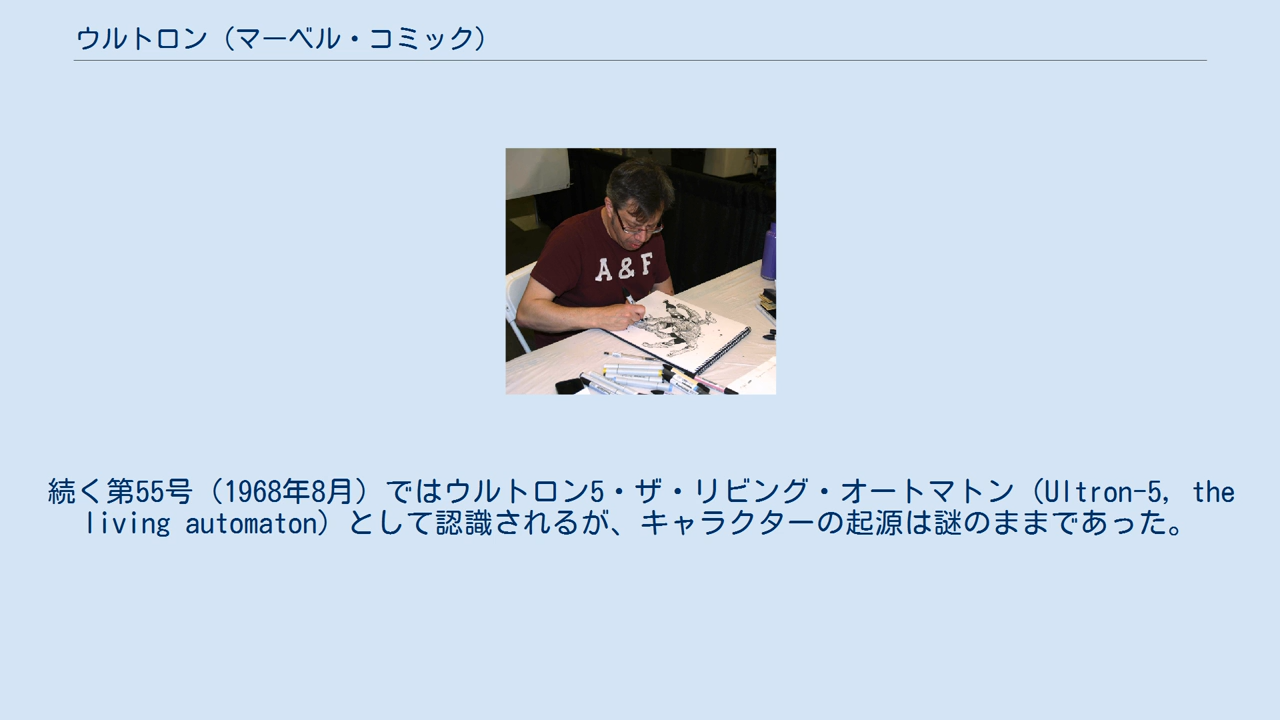 ウルトロン（マーベル・コミック）
A & F
続く第55号（1968年8月）ではウルトロン5・ザ・リビング・オートマトン（Ultron-5, the
living automaton）として認識されるが、キャラクターの起源は謎のままであった。